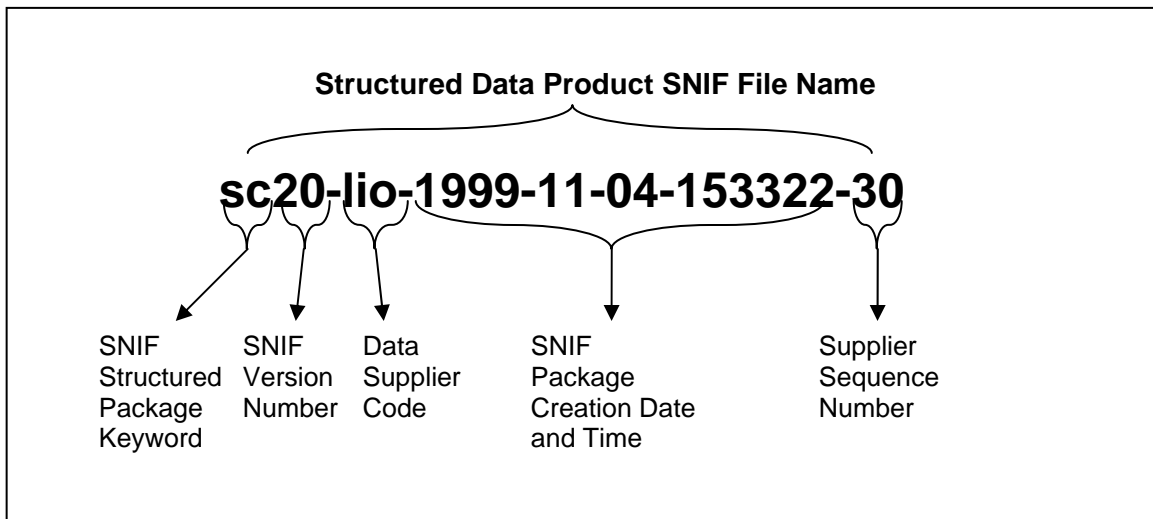 Structured Data Product SNIF File Name
sc20-lio-1999-11-04-153322-30
SNIF
Structured
Package
Keyword
SNIF
Version
Number
Data
Supplier
Code
SNIF
Package
Creation Date
and Time
Supplier
Sequence
Number